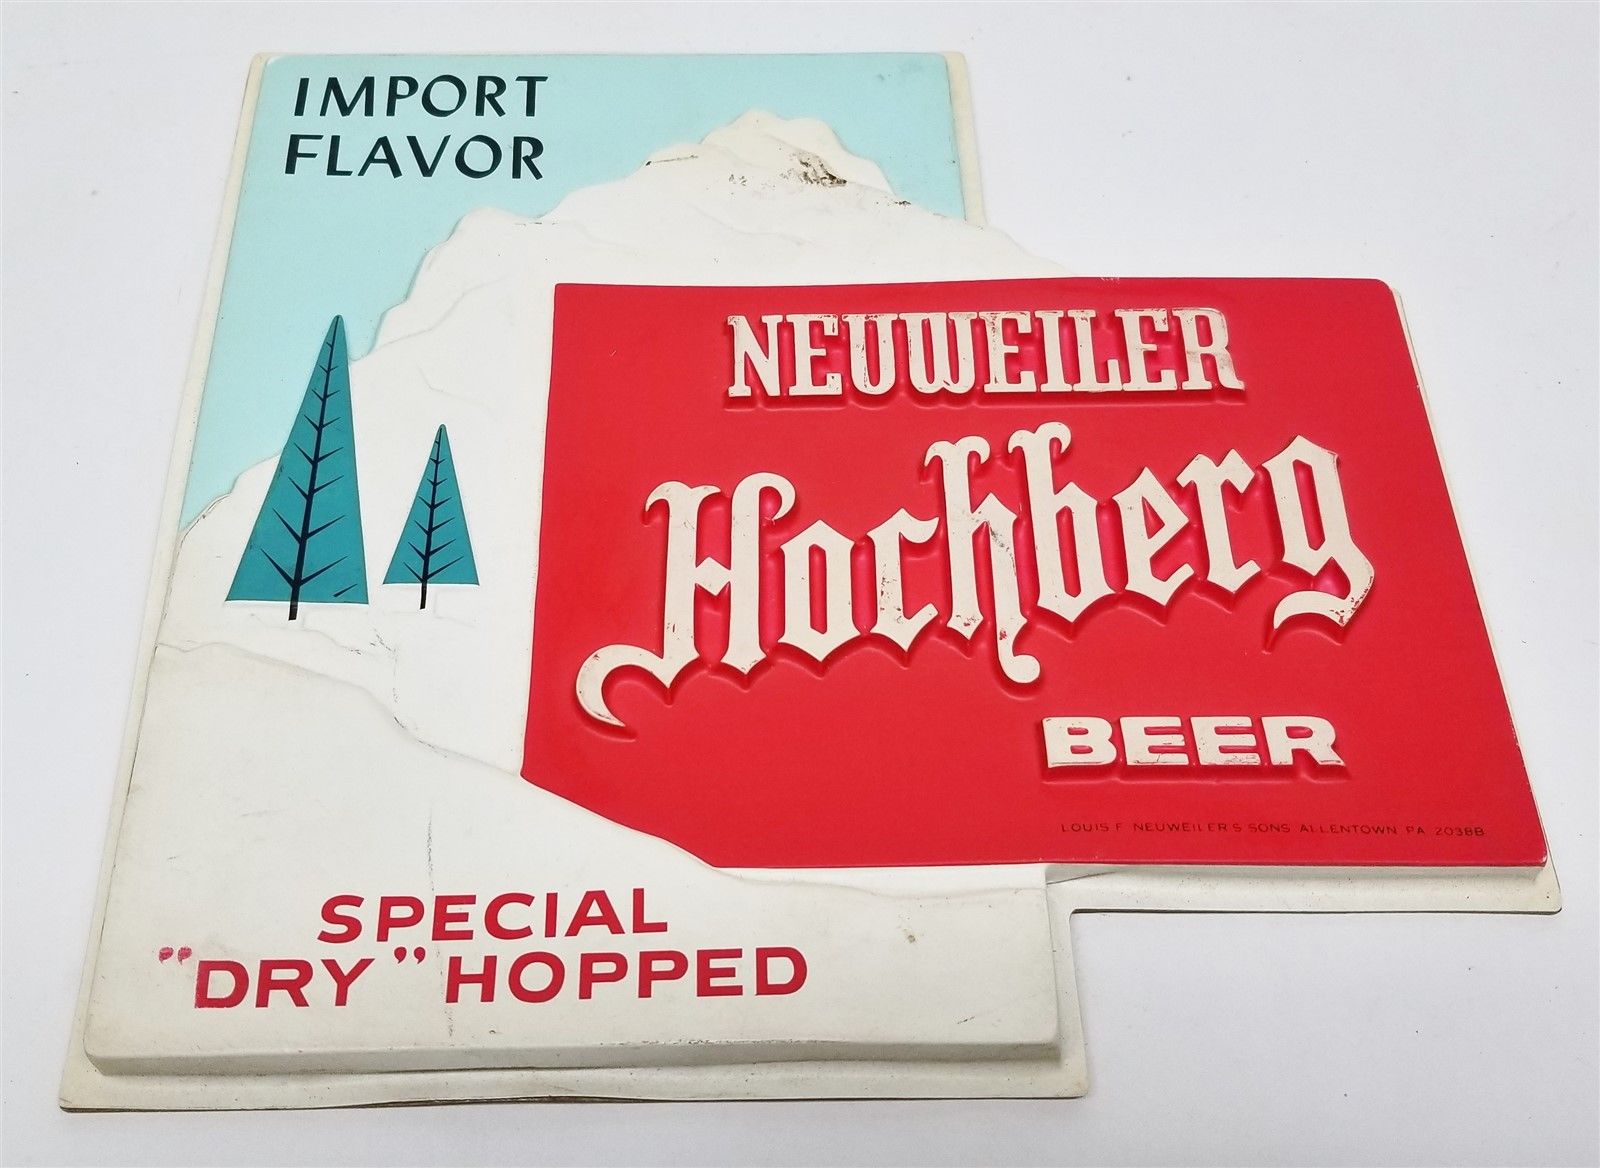 IMPORT
FLAVOR
NEUWEILER
Hochberg
BEER
LOUIS F NEUWEILER'S SONS ALLENTOWN PA 2038B
SPECIAL
"DRY" HOPPED